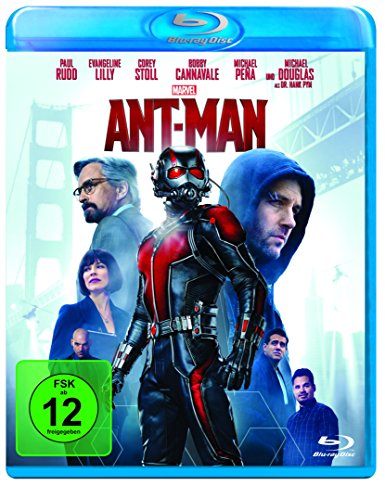 Blu-ray Disc
PAUL RUDD EVANGELINE LILLY COREY STOLL BOBBY CANNAVALE MICHAEL PEÑA UND MICHAEL DOUGLAS
ALS DR. HANK PYM
MARVEL
ANT-MAN
FSK
ab
12
freigegeben
Blu-ray Disc